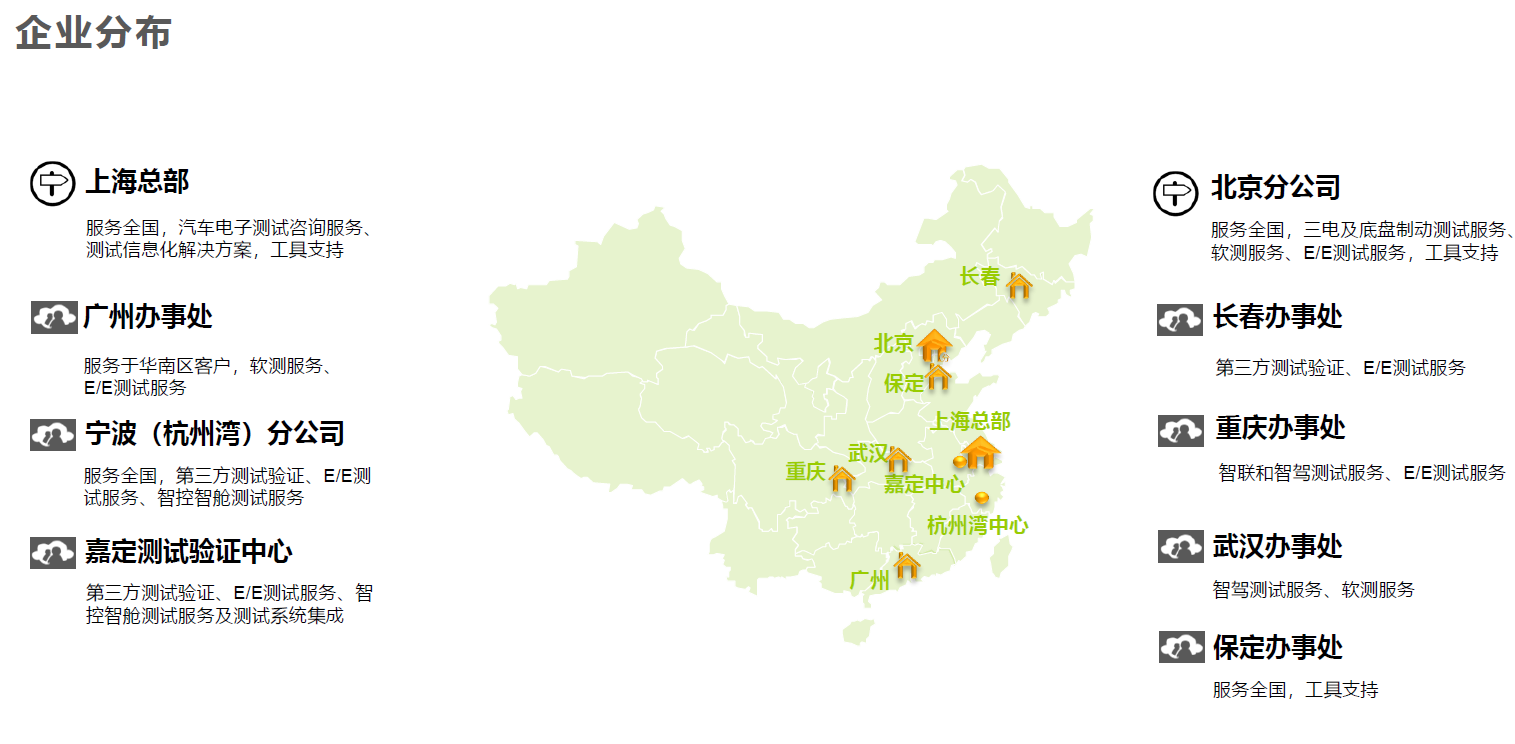 企业分布
上海总部
服务全国，汽车电子测试咨询服务、
测试信息化解决方案，工具支持
广州办事处
服务于华南区客户，软测服务、
E/E测试服务
宁波（杭州湾）分公司
服务全国，第三方测试验证、E/E测
试服务、智控智舱测试服务
嘉定测试验证中心
第三方测试验证、E/E测试服务、智
控智舱测试服务及测试系统集成
长春
北京
保定
上海总部
武汉
重庆
嘉定中心
杭州湾中心
广州
北京分公司
服务全国，三电及底盘制动测试服务、
软测服务、E/E测试服务，工具支持
长春办事处
第三方测试验证、E/E测试服务
重庆办事处
智联和智驾测试服务、E/E测试服务
武汉办事处
智驾测试服务、软测服务
保定办事处
服务全国，工具支持